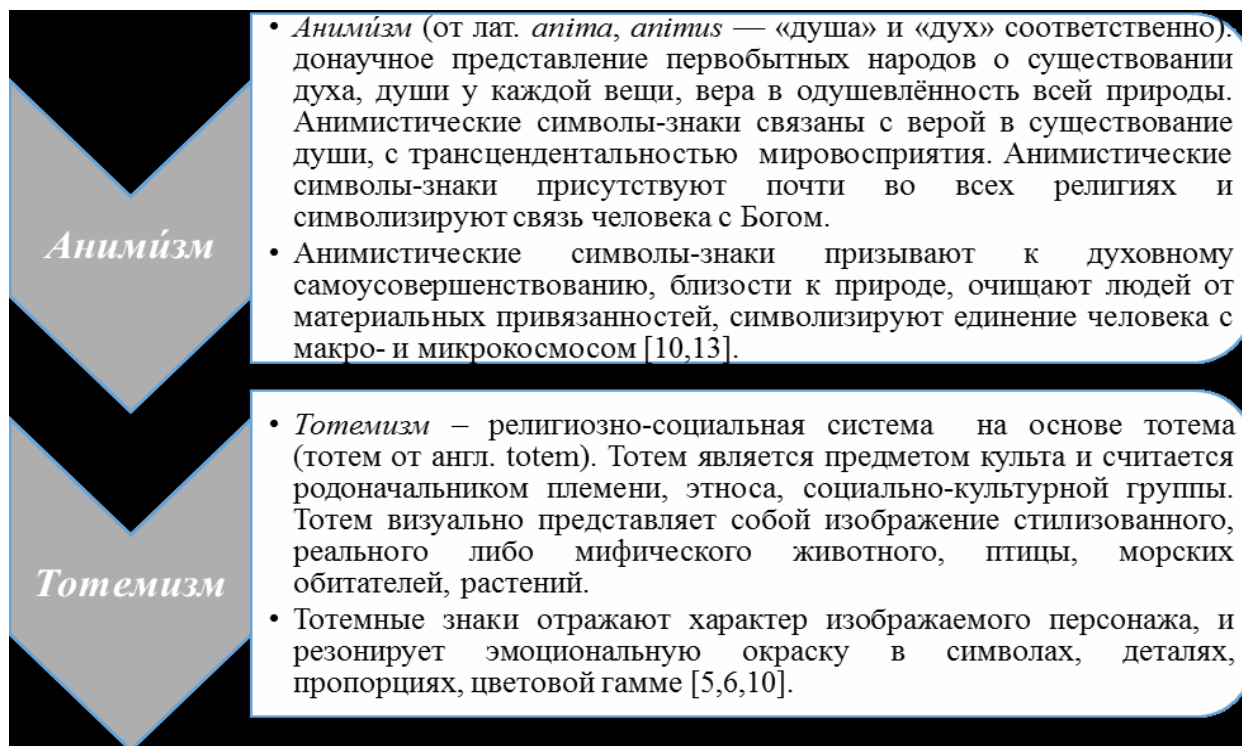 Аними́зм
• Аними́зм (от лат. anima, animus — «душа» и «дух» соответственно).
донаучное представление первобытных народов о существовании
духа, души у каждой вещи, вера в одушевлённость всей природы.
Анимистические символы-знаки связаны с верой в существование
души, с трансцендентальностью мировосприятия. Анимистические
символы-знаки присутствуют почти во всех религиях и
символизируют связь человека с Богом.
• Анимистические символы-знаки призывают к духовному
самоусовершенствованию, близости к природе, очищают людей от
материальных привязанностей, символизируют единение человека с
макро- и микрокосмосом [10,13].
Тотемизм
• Тотемизм – религиозно-социальная система на основе тотема
(тотем от англ. totem). Тотем является предметом культа и считается
родоначальником племени, этноса, социально-культурной группы.
Тотем визуально представляет собой изображение стилизованного,
реального либо мифического животного, птицы, морских
обитателей, растений.
• Тотемные знаки отражают характер изображаемого персонажа, и
резонирует эмоциональную окраску в символах, деталях,
пропорциях, цветовой гамме [5,6,10].